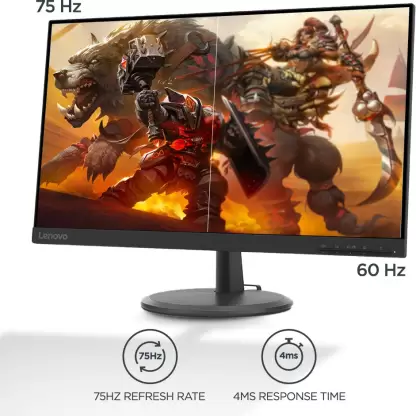 75 Hz
Lenovo
60 Hz
75Hz
4ms
75HZ REFRESH RATE
4MS RESPONSE TIME